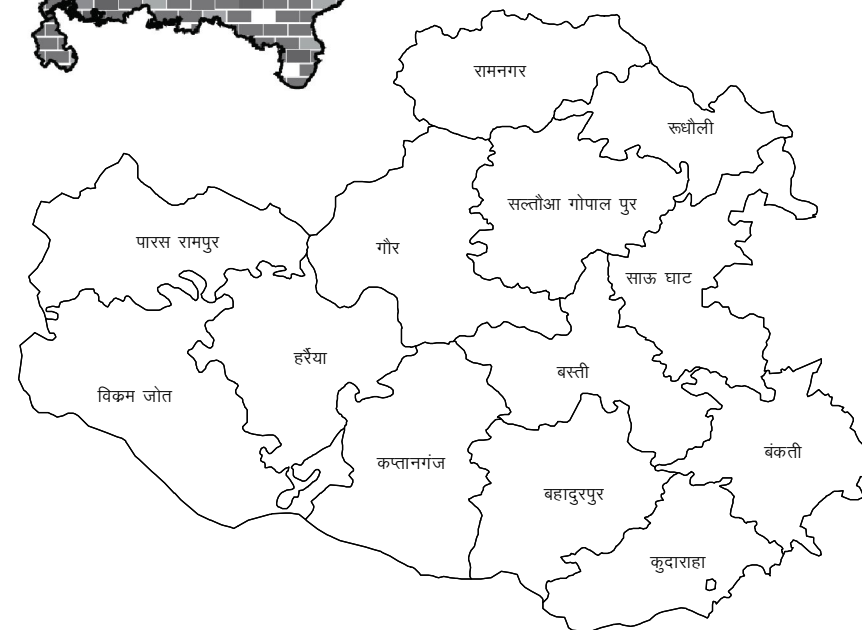 रामनगर
रूधौली
सल्तौआ गोपाल पुर
पारस रामपुर
गौर
साऊ घाट
हर्रैया
बस्ती
विक्रम जोत
बंकती
कप्तानगंज
बहादुरपुर
कुदाराहा